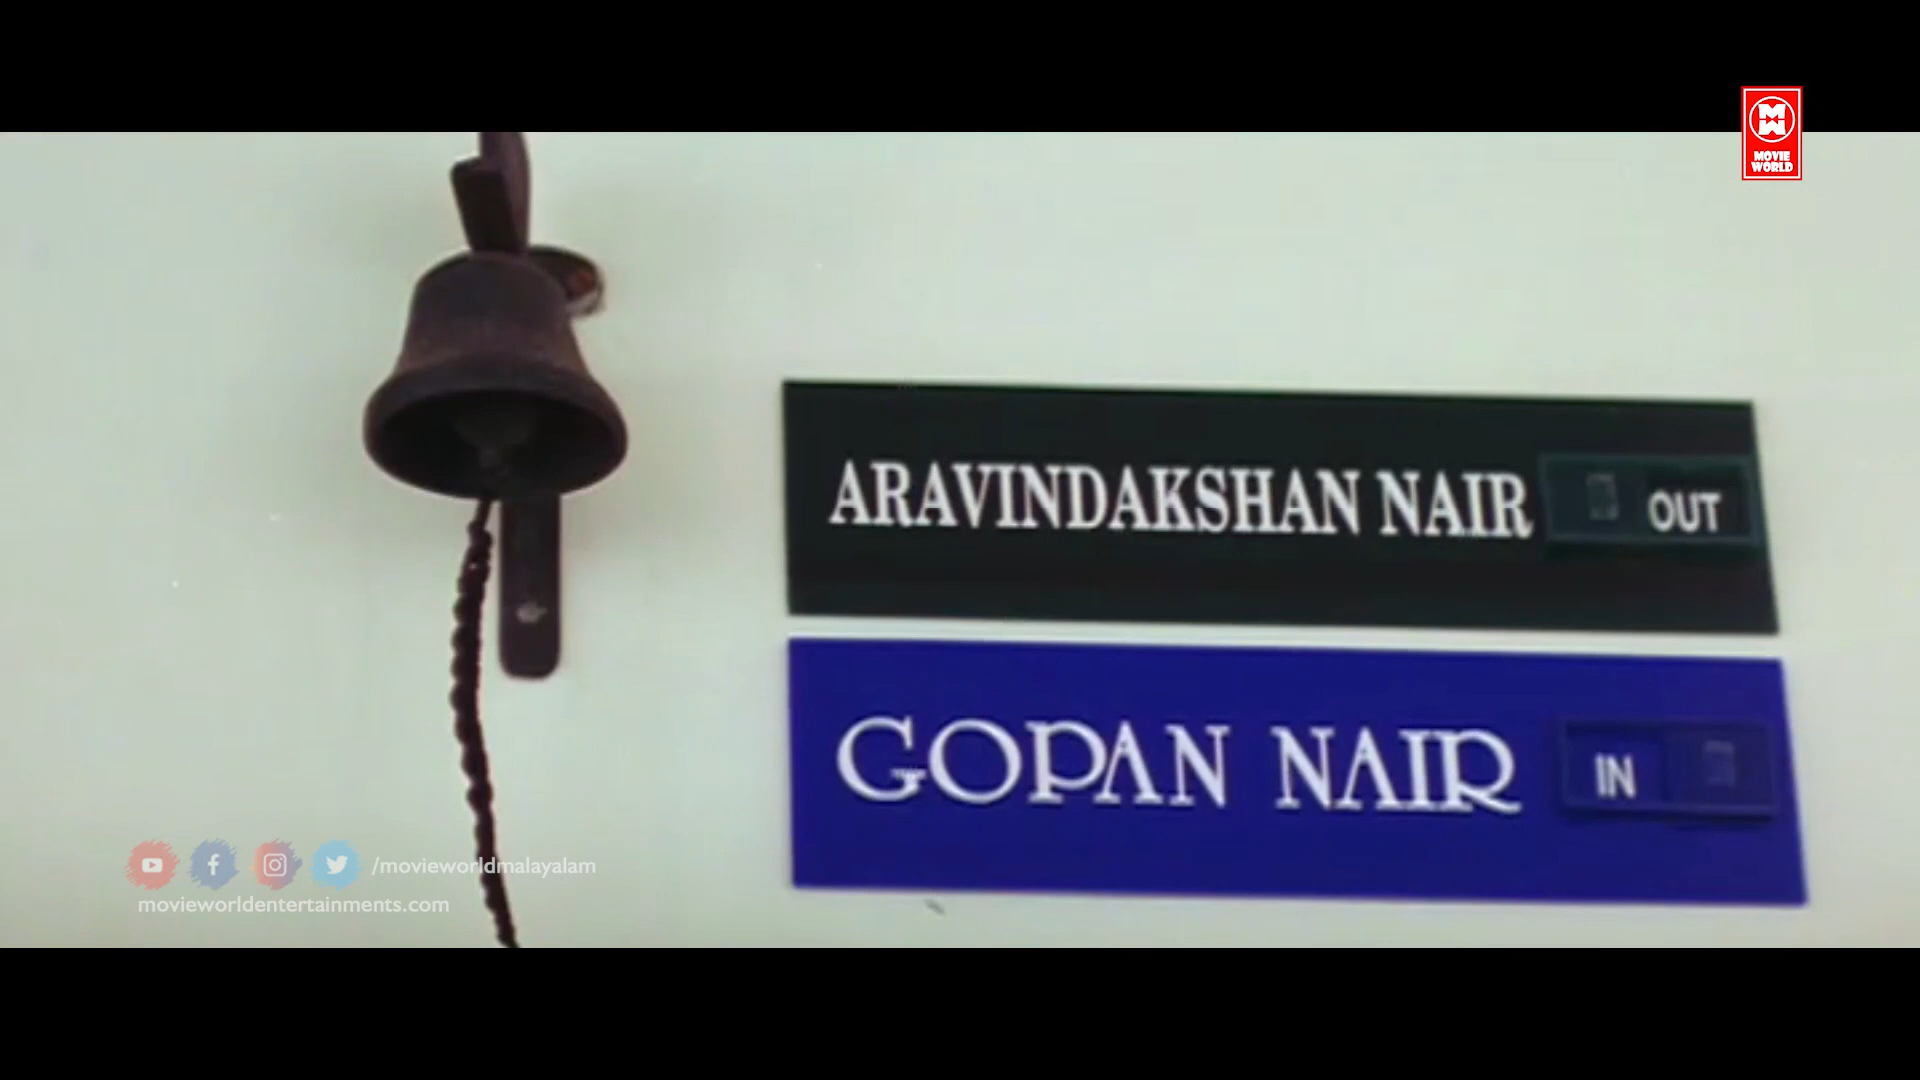 MOVIE
WORLD
ARAVINDAKSHAN NAIR OUT
GOPAN NAIR IN
/movieworldmalayalam
movieworldentertainments.com